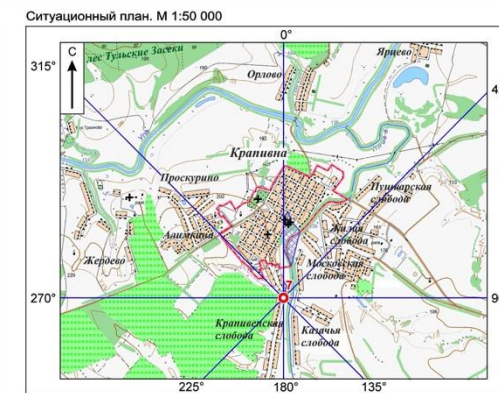 Ситуационный план. М 1:50 000
0°
С
лес Тульские Засеки
Ярцево
315°
Орлово
4
Крапивна
Проскурино
Пушкарская
слобода
Жилая
слобода
Московская
слобода
Жердево
7
270°
9
Крапивенская
слобода
Казачья
слобода
225°
180°
135°